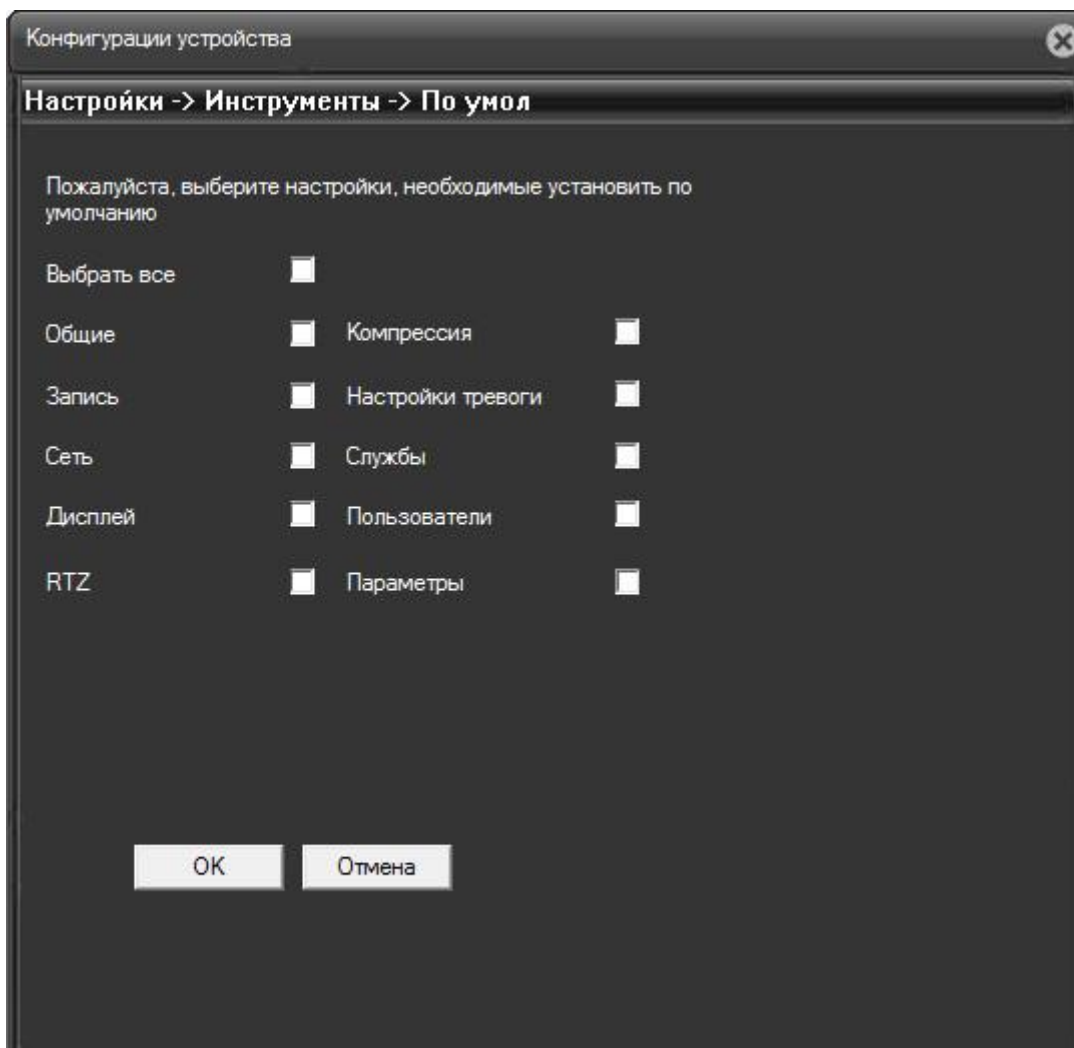 Конфигурации устройства
Настройки -> Инструменты -> По умол
Пожалуйста, выберите настройки, необходимые установить по
умолчанию
Выбрать все
Общие Компрессия
Запись Настройки тревоги
Сеть Службы
Дисплей Пользователи
RTZ Параметры
OK Отмена